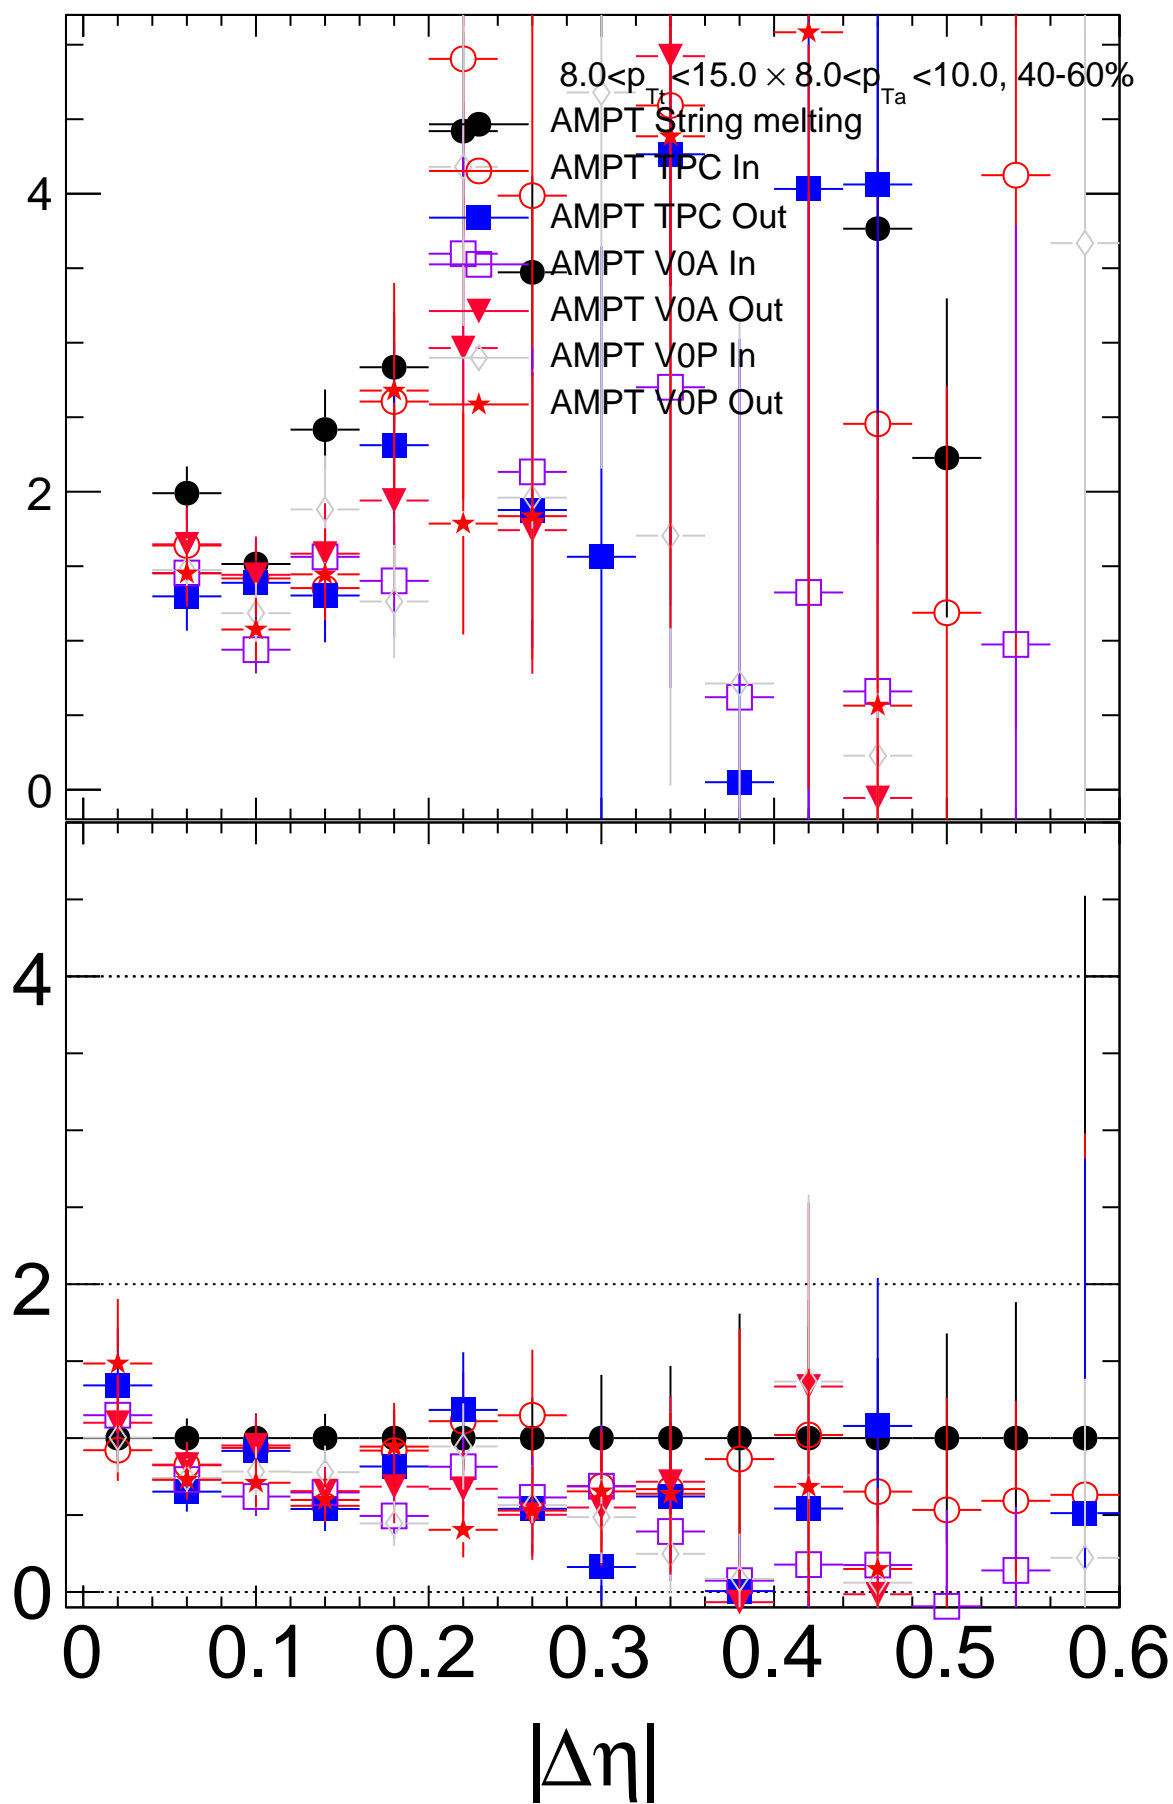 8.0<p_Tt <15.0 × 8.0<p_Ta <10.0, 40-60%
AMPT String melting
AMPT TPC In
AMPT TPC Out
AMPT V0A In
AMPT V0A Out
AMPT V0P In
AMPT V0P Out
4
2
0
4
2
0
0 0.1 0.2 0.3 0.4 0.5 0.6
|Δη|